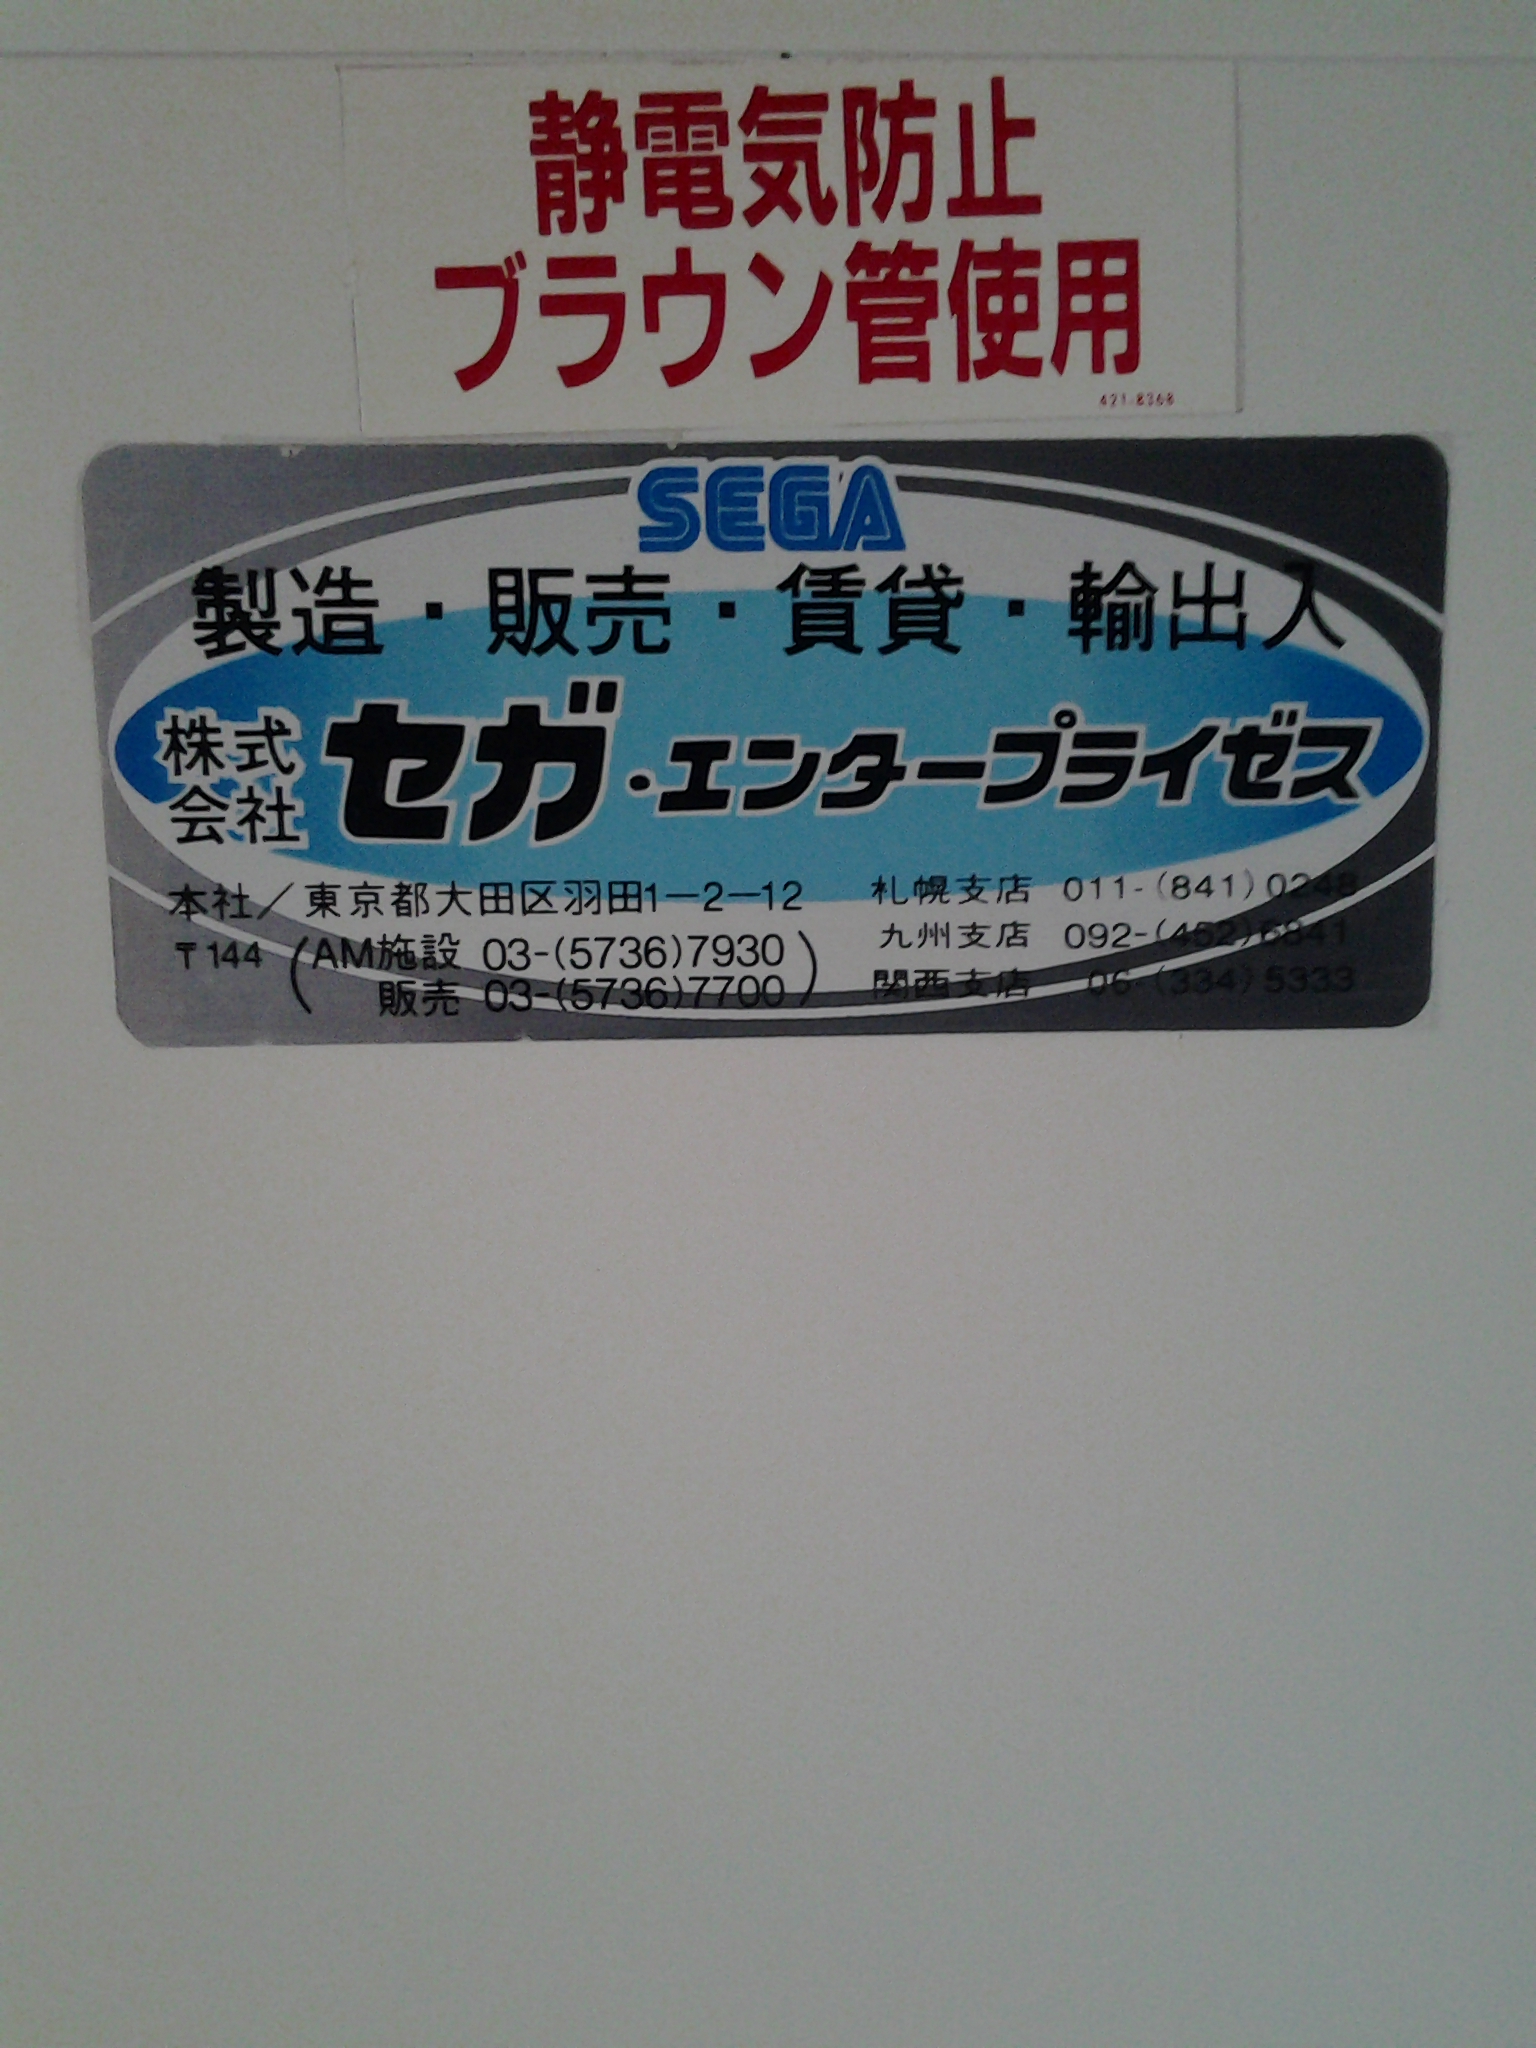 静電気防止
ブラウン管使用
421-8368
SEGA
製造・販売・賃貸・輸出入
株式会社 セガ・エンタープライゼス
本社／東京都大田区羽田1-2-12
〒144 (AM施設 03-(5736)7930
販売 03-(5736)7700)
札幌支店 011-(841)0248
九州支店 092-(452)6841
関西支店 06-(334)5333